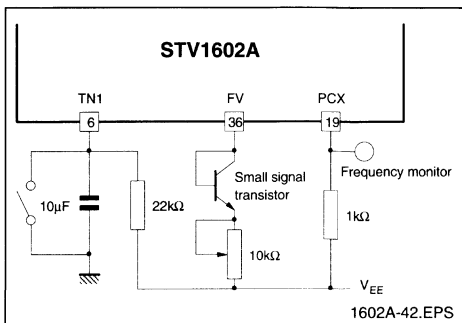 STV1602A
TN1 FV PCX
6 36 19
Frequency monitor
Small signal
transistor
10µF 22kΩ 1kΩ
10kΩ
VEE
1602A-42.EPS